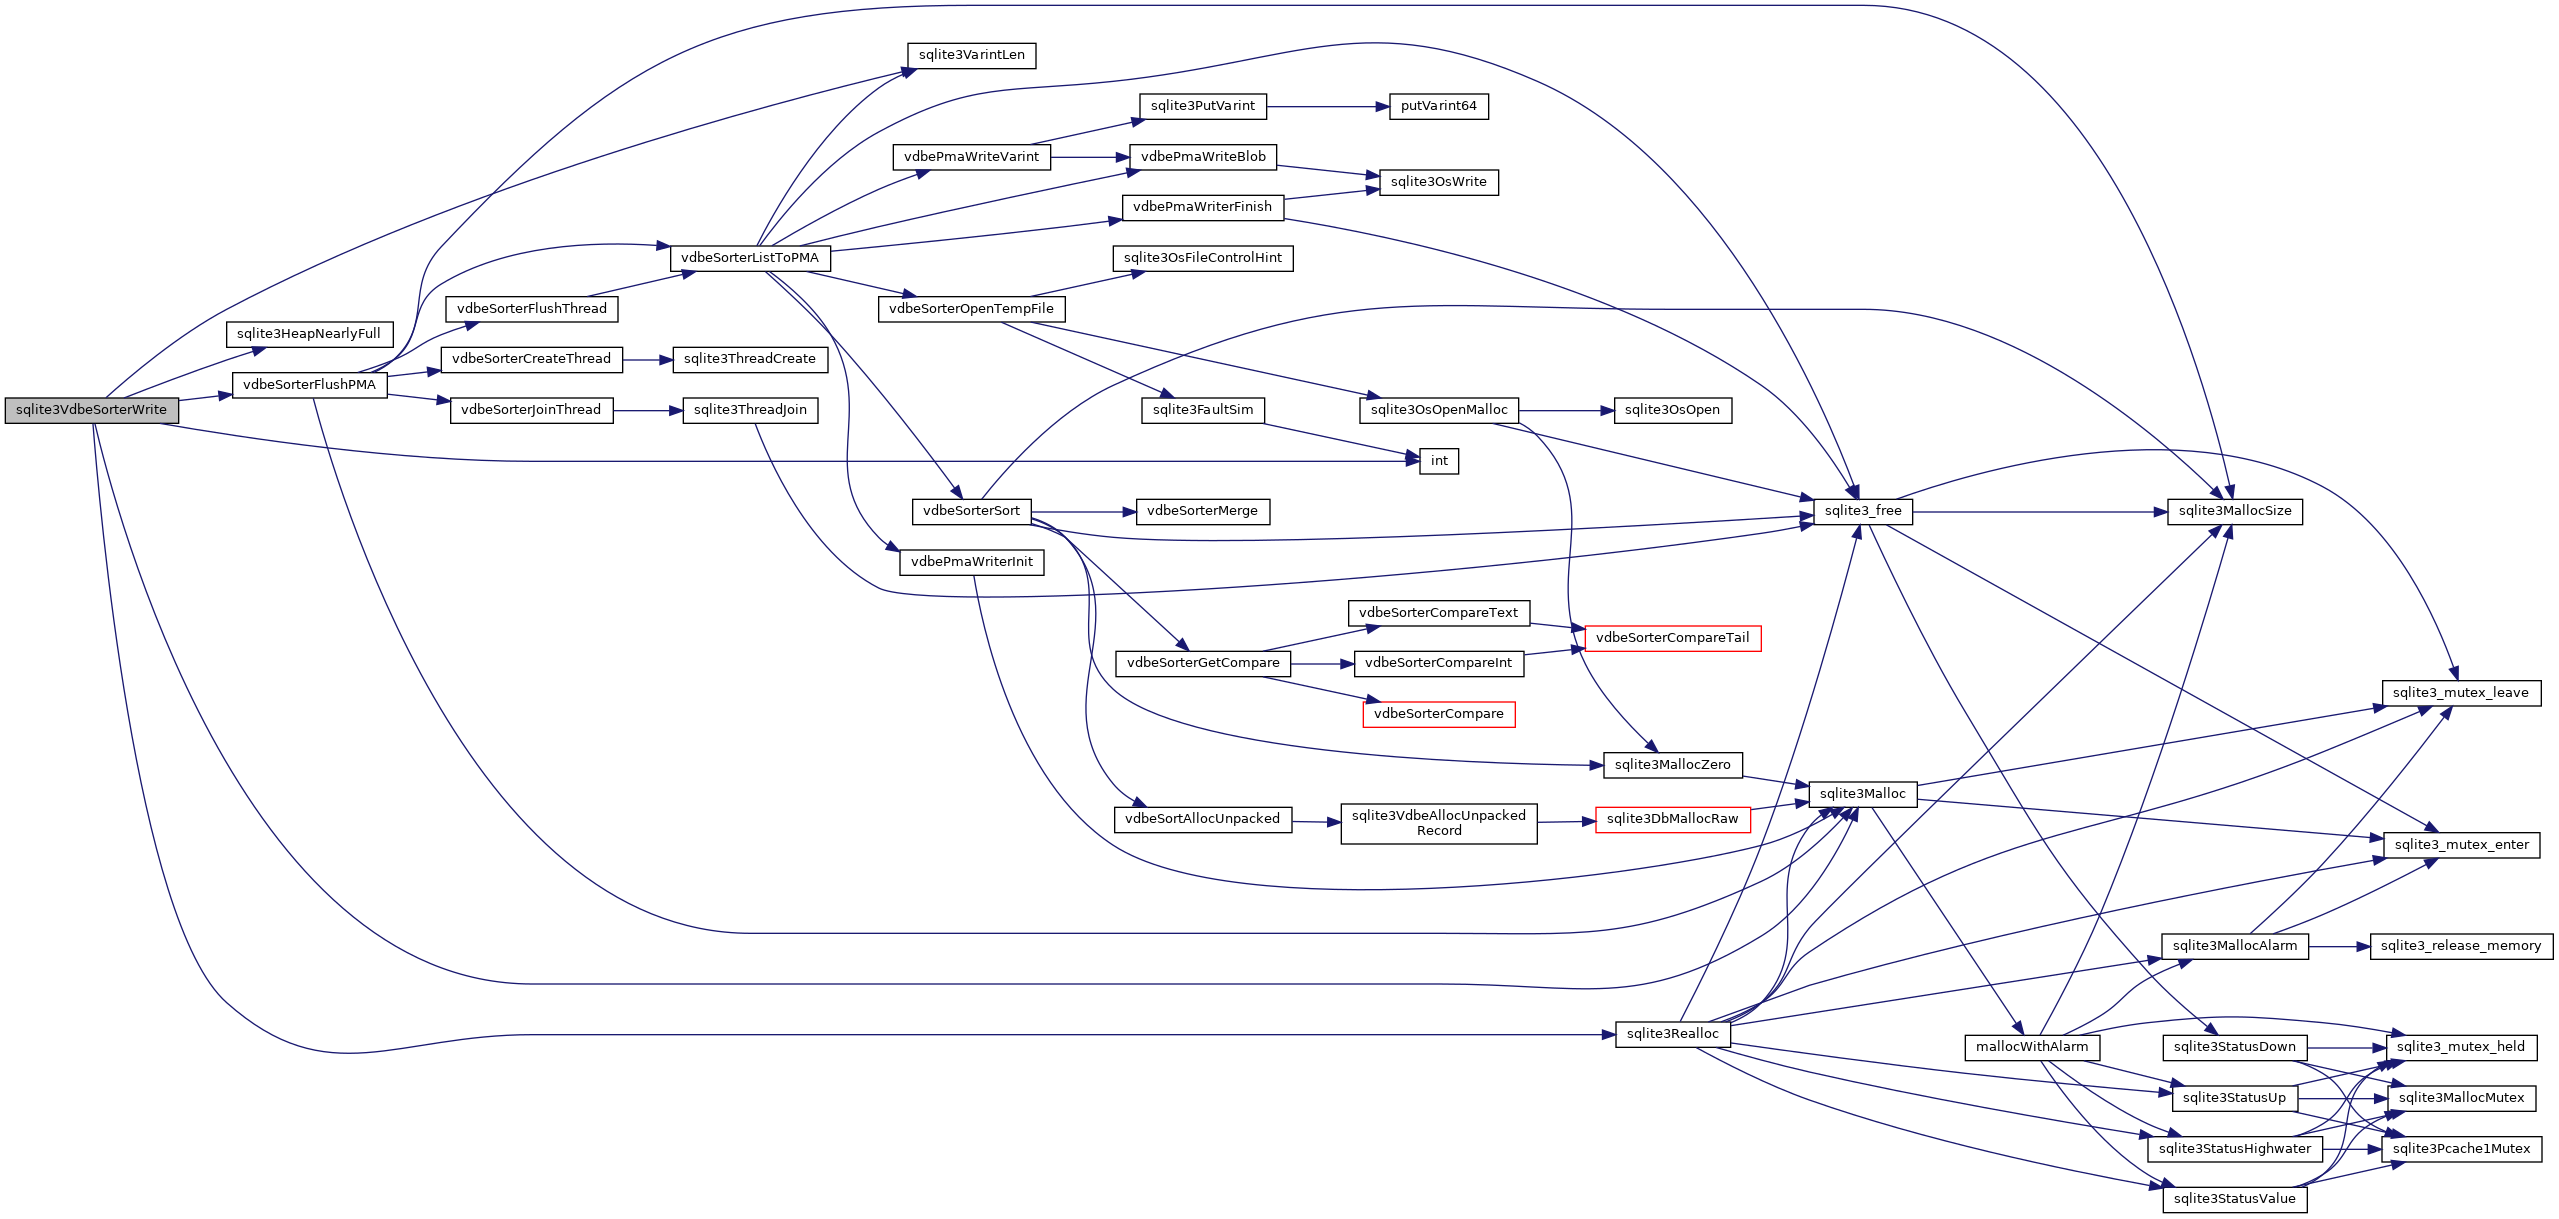 sqlite3VarintLen
sqlite3PutVarint
putVarint64
vdbePmaWriteVarint
vdbePmaWriteBlob
sqlite3OsWrite
vdbePmaWriterFinish
vdbeSorterListToPMA
sqlite3OsFileControlHint
vdbeSorterFlushThread
vdbeSorterOpenTempFile
sqlite3HeapNearlyFull
vdbeSorterCreateThread
sqlite3ThreadCreate
vdbeSorterFlushPMA
sqlite3VdbeSorterWrite
vdbeSorterJoinThread
sqlite3ThreadJoin
sqlite3FaultSim
sqlite3OsOpenMalloc
sqlite3OsOpen
int
vdbeSorterSort
vdbeSorterMerge
sqlite3_free
sqlite3MallocSize
vdbePmaWriterInit
vdbeSorterCompareText
vdbeSorterCompareTail
vdbeSorterGetCompare
vdbeSorterCompareInt
sqlite3_mutex_leave
vdbeSorterCompare
sqlite3MallocZero
sqlite3Malloc
vdbeSortAllocUnpacked
sqlite3VdbeAllocUnpacked
Record
sqlite3DbMallocRaw
sqlite3_mutex_enter
sqlite3MallocAlarm
sqlite3_release_memory
sqlite3Realloc
mallocWithAlarm
sqlite3StatusDown
sqlite3_mutex_held
sqlite3StatusUp
sqlite3MallocMutex
sqlite3StatusHighwater
sqlite3Pcache1Mutex
sqlite3StatusValue